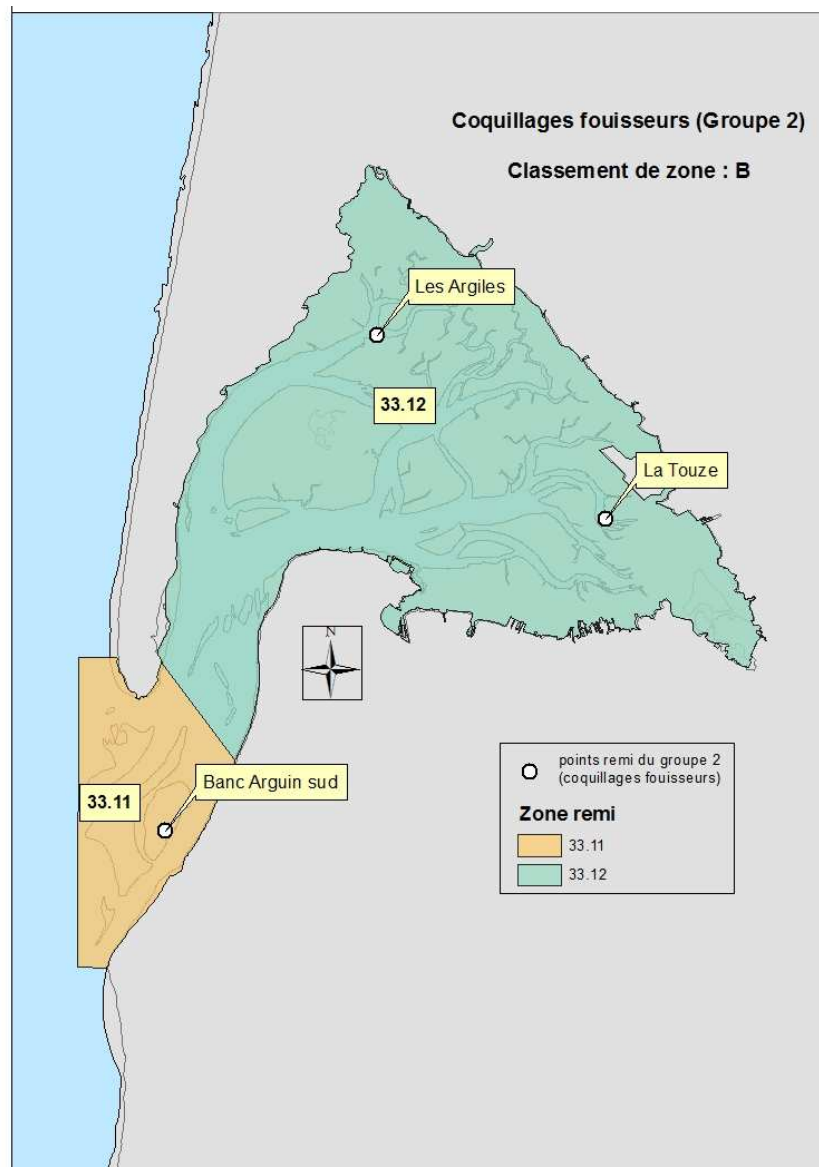 Coquillages fouisseurs (Groupe 2)
Classement de zone : B
Les Argiles
33.12
La Touze
N
Banc Arguin sud
33.11
points remi du groupe 2
(coquillages fouisseurs)
Zone remi
33.11
33.12